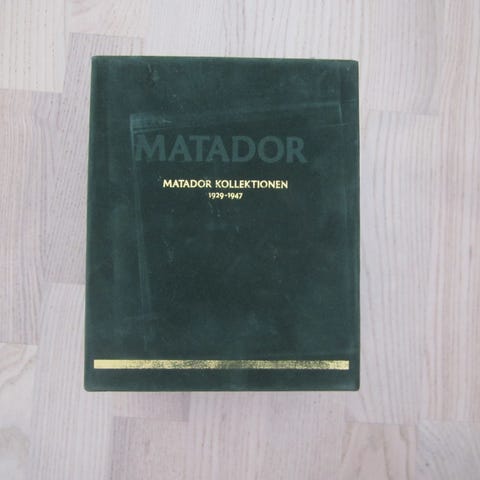 MATADOR
MATADOR KOLLEKTIONEN
1929-1947